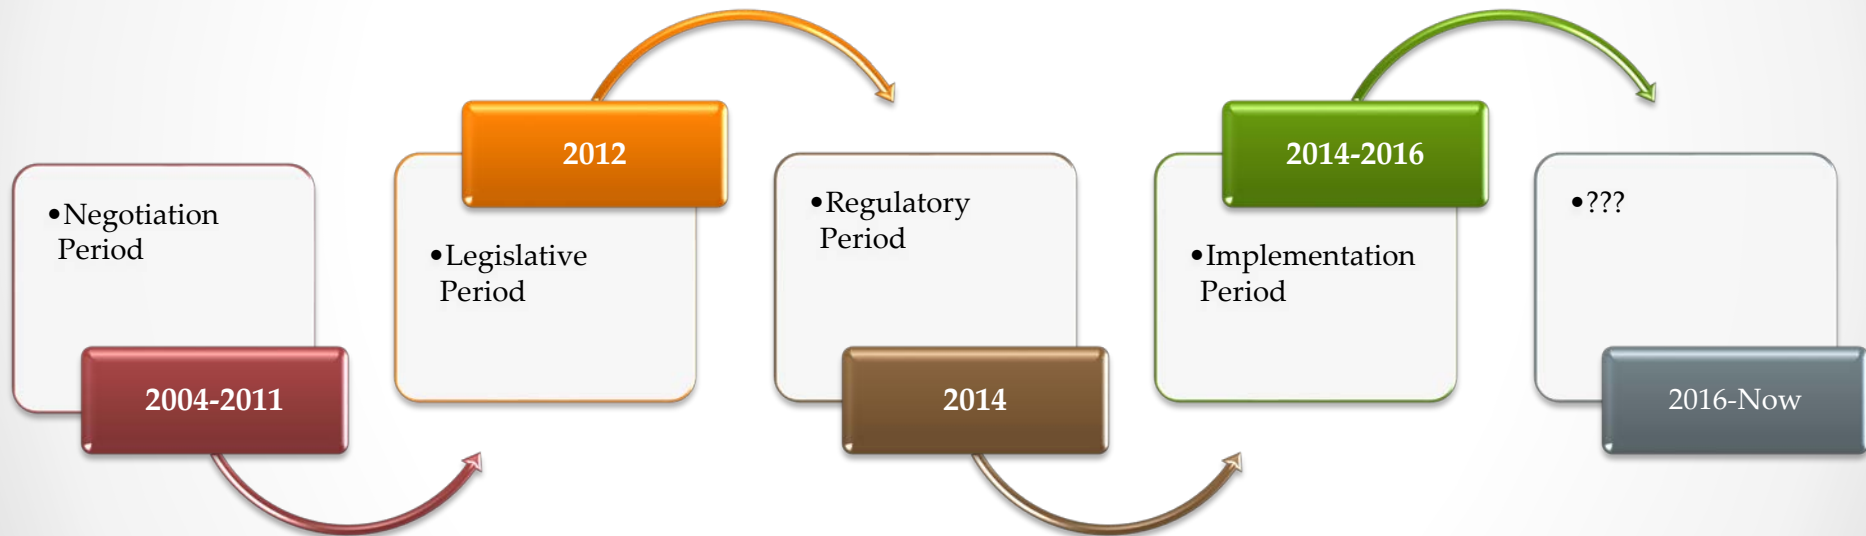 •Negotiation
Period
2004-2011
2012
•Legislative
Period
•Regulatory
Period
2014
2014-2016
•Implementation
Period
•???
2016-Now